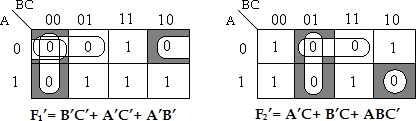 BC BC
A 00 01 11 10 A 00 01 11 10
0 0 0 1 0 0 1 0 0 1
1 0 1 1 1 1 1 0 1 0
F₁′= B′C′+ A′C′+ A′B′ F₂′= A′C+ B′C+ ABC′